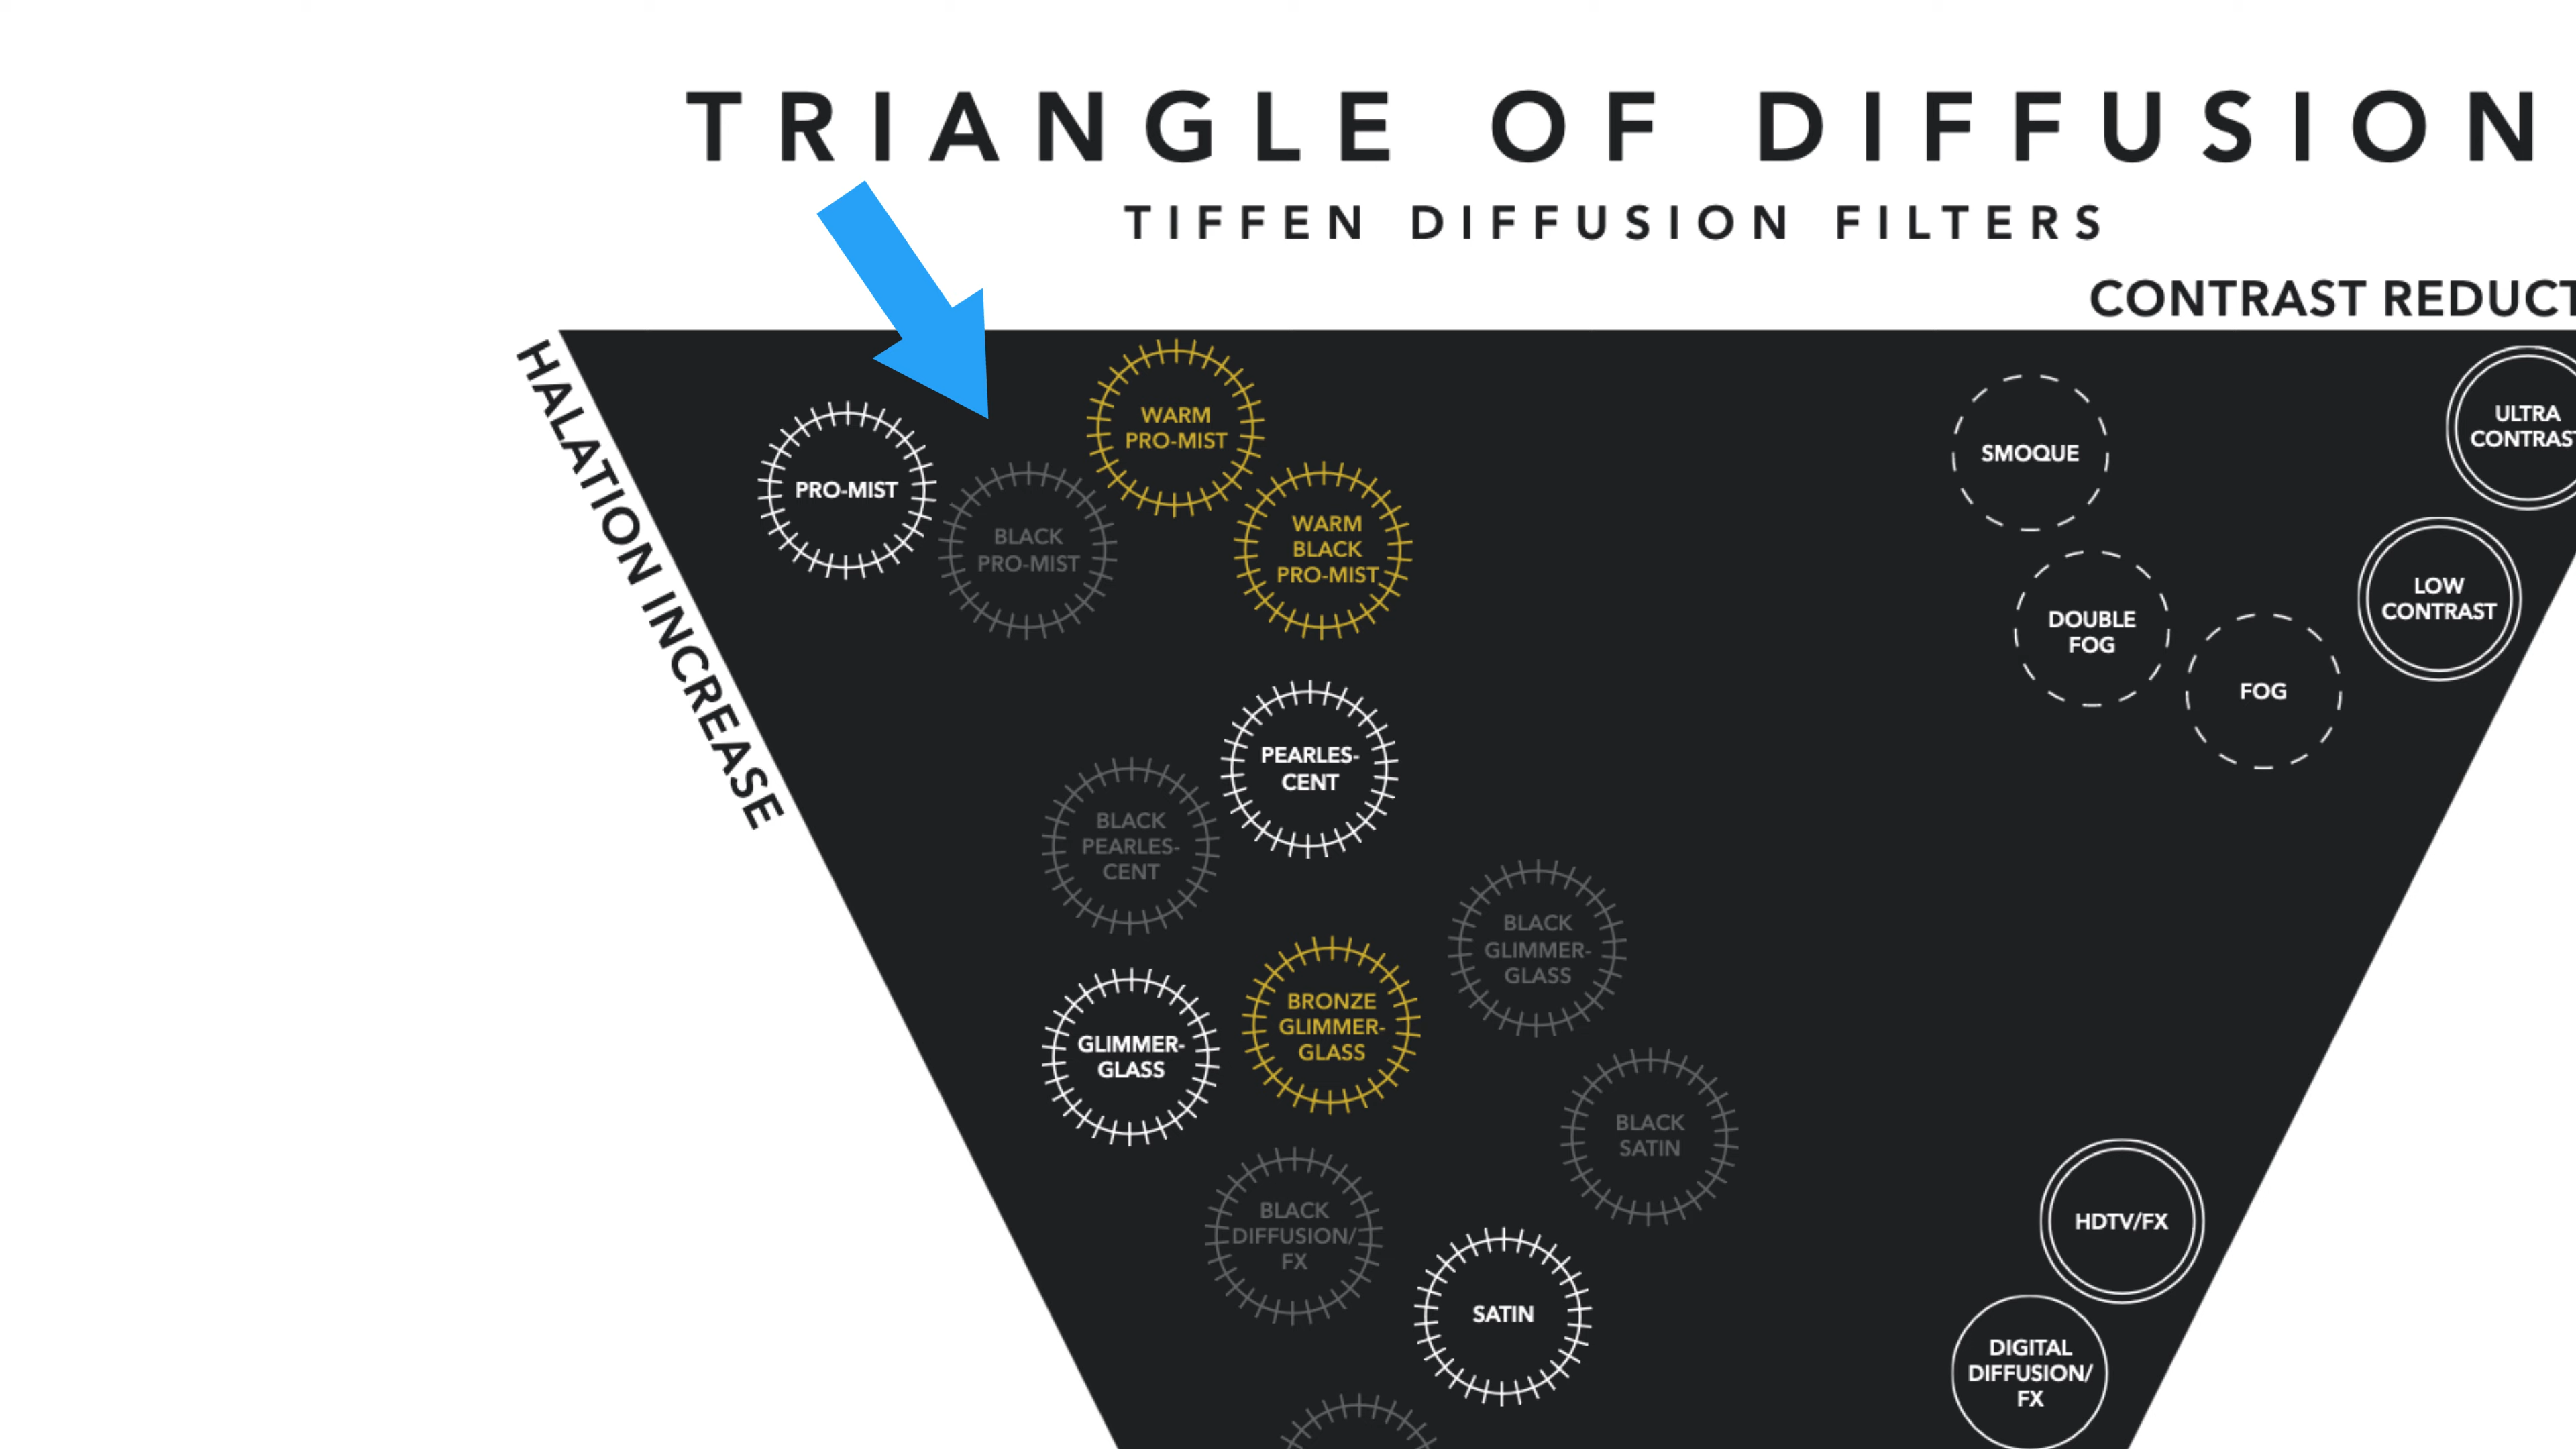 TRIANGLE OF DIFFUSION
TIFFEN DIFFUSION FILTERS
CONTRAST REDUCT
HALATION INCREASE
PRO-MIST
BLACK
PRO-MIST
WARM
PRO-MIST
WARM
BLACK
PRO-MIST
SMOQUE
ULTRA
CONTRAST
DOUBLE
FOG
LOW
CONTRAST
FOG
PEARLES-
CENT
BLACK
PEARLES-
CENT
BLACK
GLIMMER-
GLASS
BRONZE
GLIMMER-
GLASS
GLIMMER-
GLASS
BLACK
SATIN
BLACK
DIFFUSION/
FX
SATIN
HDTV/FX
DIGITAL
DIFFUSION/
FX